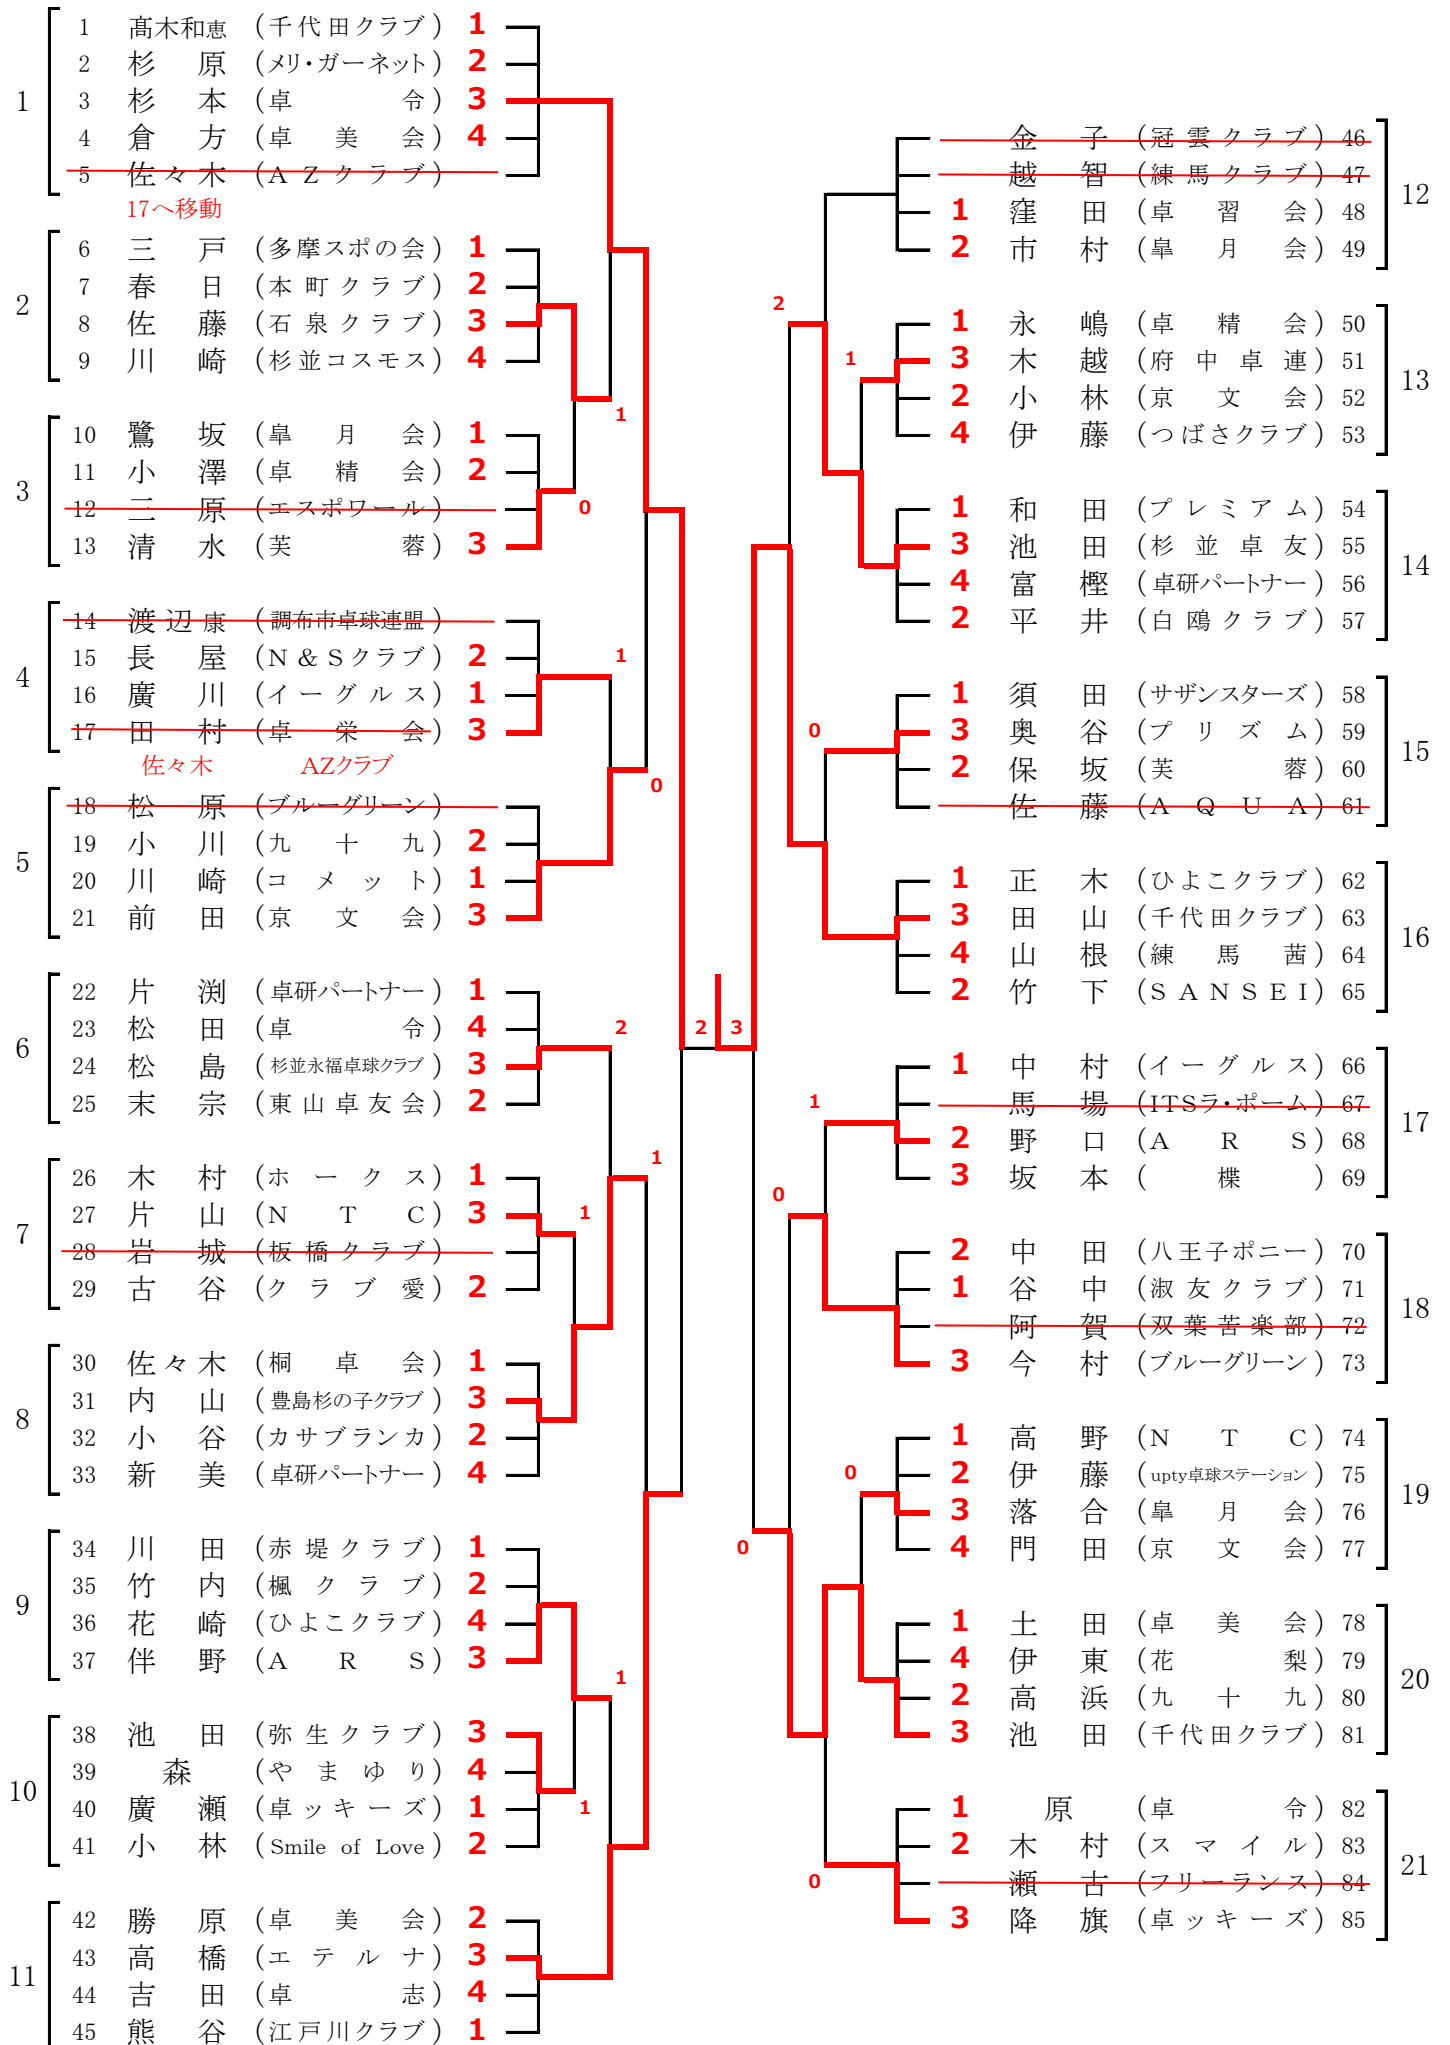 1
1 髙木和恵 (千代田クラブ) 1
2 杉原 (メリ・ガーネット) 2
3 杉本 (卓令) 3
4 倉方 (卓美会) 4
5 佐々木 (AZクラブ)
17へ移動
2
6 三戸 (多摩スポの会) 1
7 春日 (本町クラブ) 2
8 佐藤 (石泉クラブ) 3
9 川崎 (杉並コスモス) 4
3
10 鷺坂 (皐月会) 1
11 小澤 (卓精会) 2
12 三原 (エスポワール)
13 清水 (芙蓉) 3
4
14 渡辺康 (調布市卓球連盟)
15 長屋 (N&Sクラブ) 2
16 廣川 (イーグルス) 1
17 田村 (卓栄会) 3
佐々木 AZクラブ
5
18 松原 (ブルーグリーン)
19 小川 (九十九) 2
20 川崎 (コメット) 1
21 前田 (京文会) 3
6
22 片渕 (卓研パートナー) 1
23 松田 (卓令) 4
24 松島 (杉並永福卓球クラブ) 3
25 末宗 (東山卓友会) 2
7
26 木村 (ホークス) 1
27 片山 (NTC) 3
28 岩城 (板橋クラブ)
29 古谷 (クラブ愛) 2
8
30 佐々木 (桐卓会) 1
31 内山 (豊島杉の子クラブ) 3
32 小谷 (カサブランカ) 2
33 新美 (卓研パートナー) 4
9
34 川田 (赤堤クラブ) 1
35 竹内 (楓クラブ) 2
36 花崎 (ひよこクラブ) 4
37 伴野 (ARS) 3
10
38 池田 (弥生クラブ) 3
39 森 (やまゆり) 4
40 廣瀬 (卓ッキーズ) 1
41 小林 (Smile of Love) 2
11
42 勝原 (卓美会) 2
43 高橋 (エテルナ) 3
44 吉田 (卓志) 4
45 熊谷 (江戸川クラブ) 1
1
0
1
0
2
1
1
1
1
2 3
2
1
0
1
0
0
0
0
金子 (冠雲クラブ) 46
越智 (練馬クラブ) 47
1 窪田 (卓習会) 48
2 市村 (皐月会) 49
12
1 永嶋 (卓精会) 50
3 木越 (府中卓連) 51
2 小林 (京文会) 52
4 伊藤 (つばさクラブ) 53
13
1 和田 (プレミアム) 54
3 池田 (杉並卓友) 55
4 富樫 (卓研パートナー) 56
2 平井 (白鴎クラブ) 57
14
1 須田 (サザンスターズ) 58
3 奥谷 (プリズム) 59
2 保坂 (芙蓉) 60
佐藤 (AQUA) 61
15
1 正木 (ひよこクラブ) 62
3 田山 (千代田クラブ) 63
4 山根 (練馬茜) 64
2 竹下 (SANSEI) 65
16
1 中村 (イーグルス) 66
馬場 (ITSラ・ポーム) 67
2 野口 (ARS) 68
3 坂本 (楪) 69
17
2 中田 (八王子ポニー) 70
1 谷中 (淑友クラブ) 71
阿賀 (双葉苦楽部) 72
3 今村 (ブルーグリーン) 73
18
1 高野 (NTC) 74
2 伊藤 (upty卓球ステーション) 75
3 落合 (皐月会) 76
4 門田 (京文会) 77
19
1 土田 (卓美会) 78
4 伊東 (花梨) 79
2 高浜 (九十九) 80
3 池田 (千代田クラブ) 81
20
1 原 (卓令) 82
2 木村 (スマイル) 83
瀬古 (フリーランス) 84
3 降旗 (卓ッキーズ) 85
21